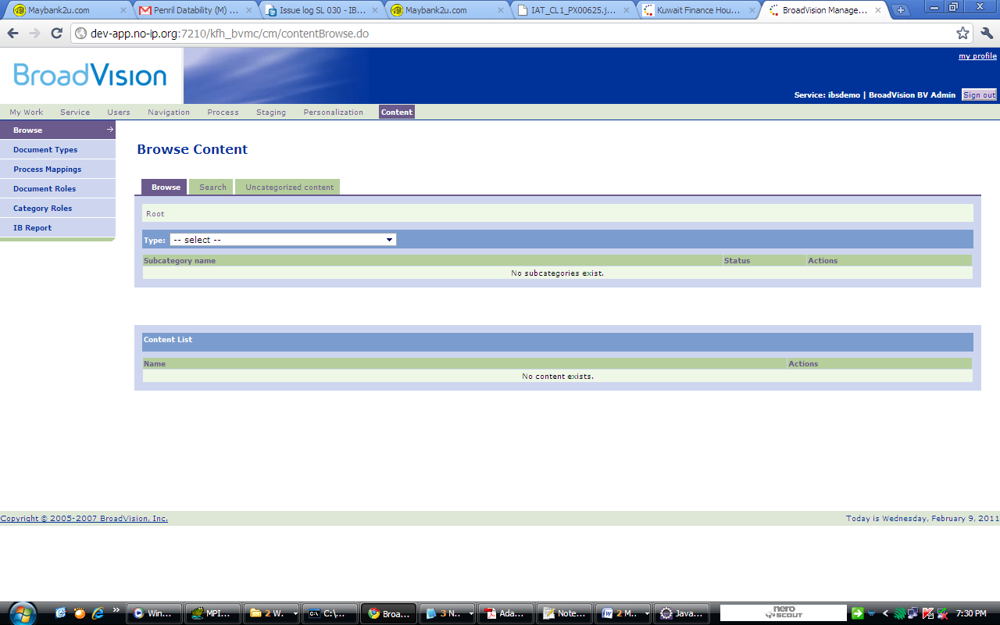 Maybank2u.com
Penril Datability (M) ...
Issue log SL 030 - IB...
Maybank2u.com
IAT_CL1_PX00625.j...
Kuwait Finance Hou...
BroadVision Manage...
dev-app.no-ip.org:7210/kfh_bvmc/cm/contentBrowse.do
BroadVision
my profile
Service: ibsdemo | BroadVision BV Admin Sign out
My Work Service Users Navigation Process Staging Personalization Content
Browse
Document Types
Process Mappings
Document Roles
Category Roles
IB Report
Browse Content
Browse Search Uncategorized content
Root
Type: -- select --
Subcategory name Status Actions
No subcategories exist.
Content List
Name Actions
No content exists.
Copyright © 2005-2007 BroadVision, Inc. Today is Wednesday, February 9, 2011
Win... MPI... 2 W... C:\... Broa... 3 N... Ada... Note... 2 M... Java... nero SCOUT 7:30 PM